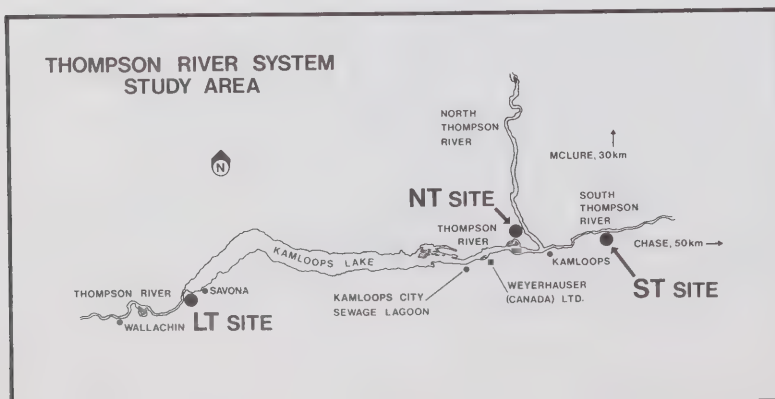 THOMPSON RIVER SYSTEM
STUDY AREA
N
NORTH
THOMPSON
RIVER
MCLURE, 30km
NT SITE
SOUTH
THOMPSON
RIVER
THOMPSON
RIVER
CHASE, 50km
KAMLOOPS LAKE
KAMLOOPS
ST SITE
WEYERHAUSER
(CANADA) LTD.
KAMLOOPS CITY
SEWAGE LAGOON
SAVONA
THOMPSON RIVER
LT SITE
WALLACHIN